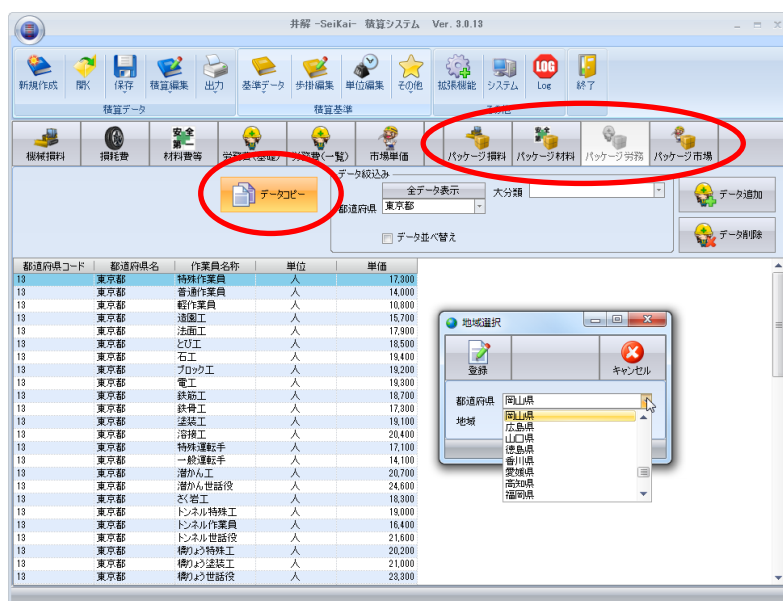 井解 -SeiKai- 積算システム Ver. 3.0.13
新規作成 開く 保存 積算編集 出力 基準データ 歩掛編集 単位編集 その他 拡張機能 システム Log 終了
LOG
積算データ 積算基準 その他
安全第一
機械損料 損耗費 材料費等 労務費(基礎) 労務費(一覧) 市場単価 パッケージ損料 パッケージ材料 パッケージ労務 パッケージ市場
データコピー
データ絞込み
全データ表示 大分類
都道府県 東京都
データ並べ替え
データ追加
データ削除
都道府県コード 都道府県名 作業員名称 単位 単価
13 東京都 特殊作業員 人 17,300
13 東京都 普通作業員 人 14,000
13 東京都 軽作業員 人 10,800
13 東京都 造園工 人 15,700
13 東京都 法面工 人 17,900
13 東京都 とび工 人 18,500
13 東京都 石工 人 19,400
13 東京都 ブロック工 人 19,200
13 東京都 電工 人 19,300
13 東京都 鉄筋工 人 18,700
13 東京都 鉄骨工 人 17,300
13 東京都 塗装工 人 19,100
13 東京都 溶接工 人 20,400
13 東京都 特殊運転手 人 17,100
13 東京都 一般運転手 人 14,100
13 東京都 潜かん工 人 20,700
13 東京都 潜かん世話役 人 24,600
13 東京都 さく岩工 人 18,300
13 東京都 トンネル特殊工 人 19,000
13 東京都 トンネル作業員 人 16,400
13 東京都 トンネル世話役 人 21,600
13 東京都 橋りょう特殊工 人 20,200
13 東京都 橋りょう塗装工 人 21,000
13 東京都 橋りょう世話役 人 23,300
地域選択
登録 キャンセル
都道府県 岡山県
地域
岡山県
広島県
山口県
徳島県
香川県
愛媛県
高知県
福岡県